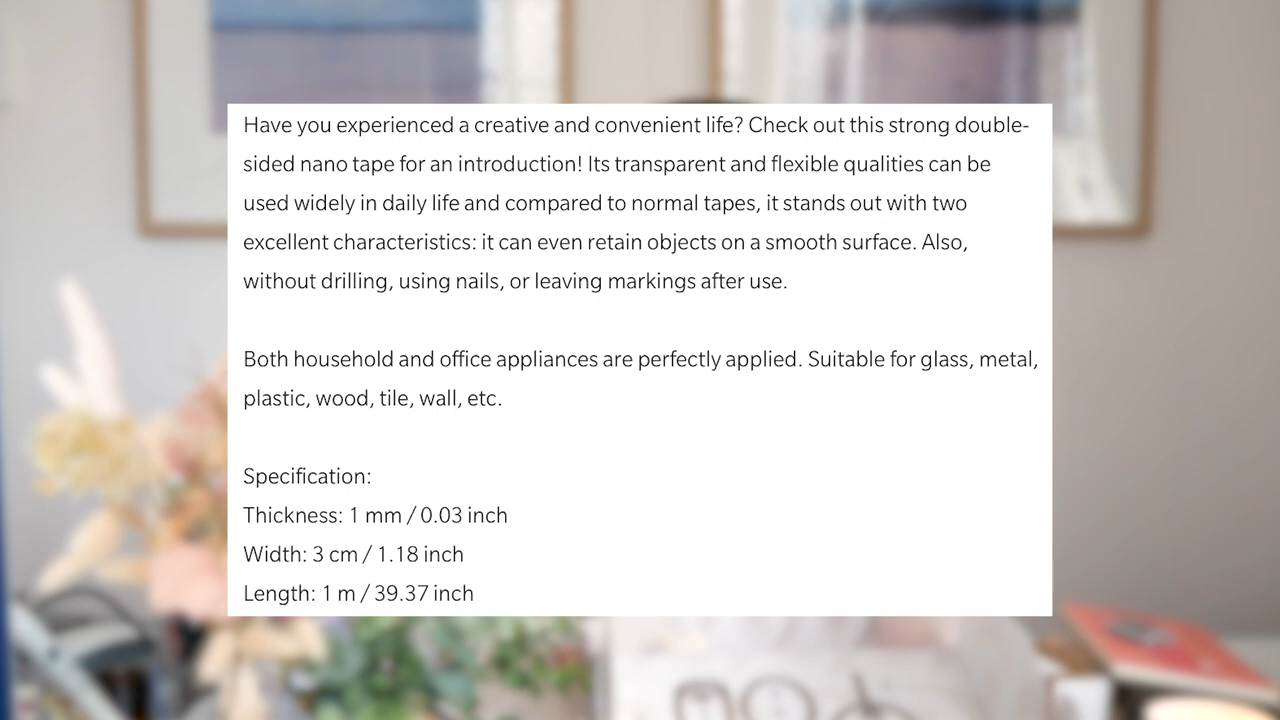 Have you experienced a creative and convenient life? Check out this strong double-
sided nano tape for an introduction! Its transparent and flexible qualities can be
used widely in daily life and compared to normal tapes, it stands out with two
excellent characteristics: it can even retain objects on a smooth surface. Also,
without drilling, using nails, or leaving markings after use.
Both household and office appliances are perfectly applied. Suitable for glass, metal,
plastic, wood, tile, wall, etc.
Specification:
Thickness: 1 mm / 0.03 inch
Width: 3 cm / 1.18 inch
Length: 1 m / 39.37 inch